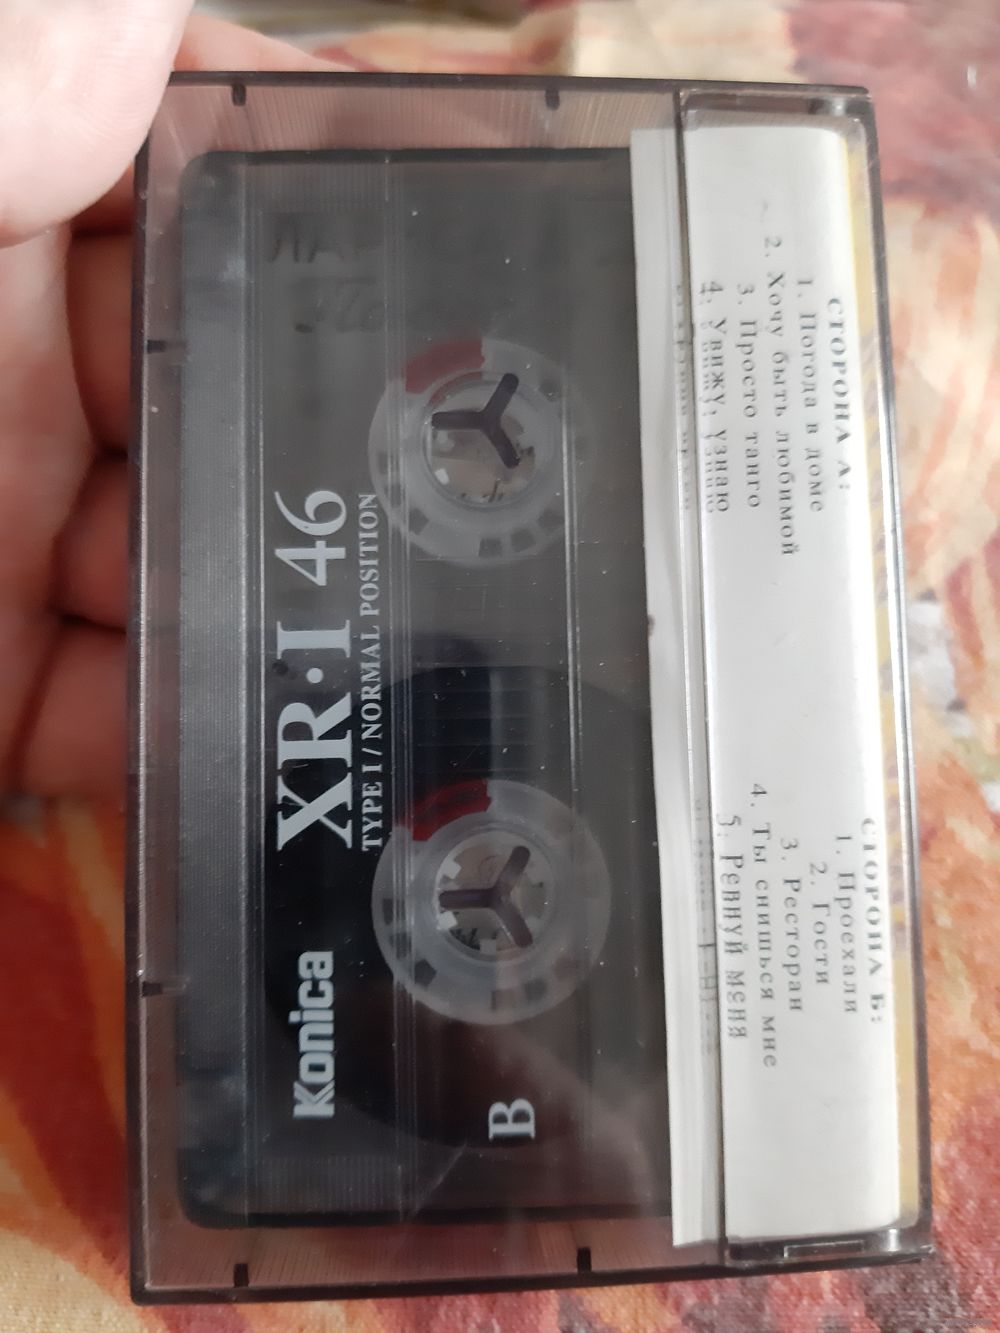 СТОРОНА А:
1. Погода в доме
2. Хочу быть любимой
3. Просто танго
4. Увижу, узнаю
СТОРОНА Б:
1. Проехали
2. Гости
3. Ресторан
4. Ты снишься мне
5. Ревнуй меня
XR·I 46
TYPE I / NORMAL POSITION
Konica
B